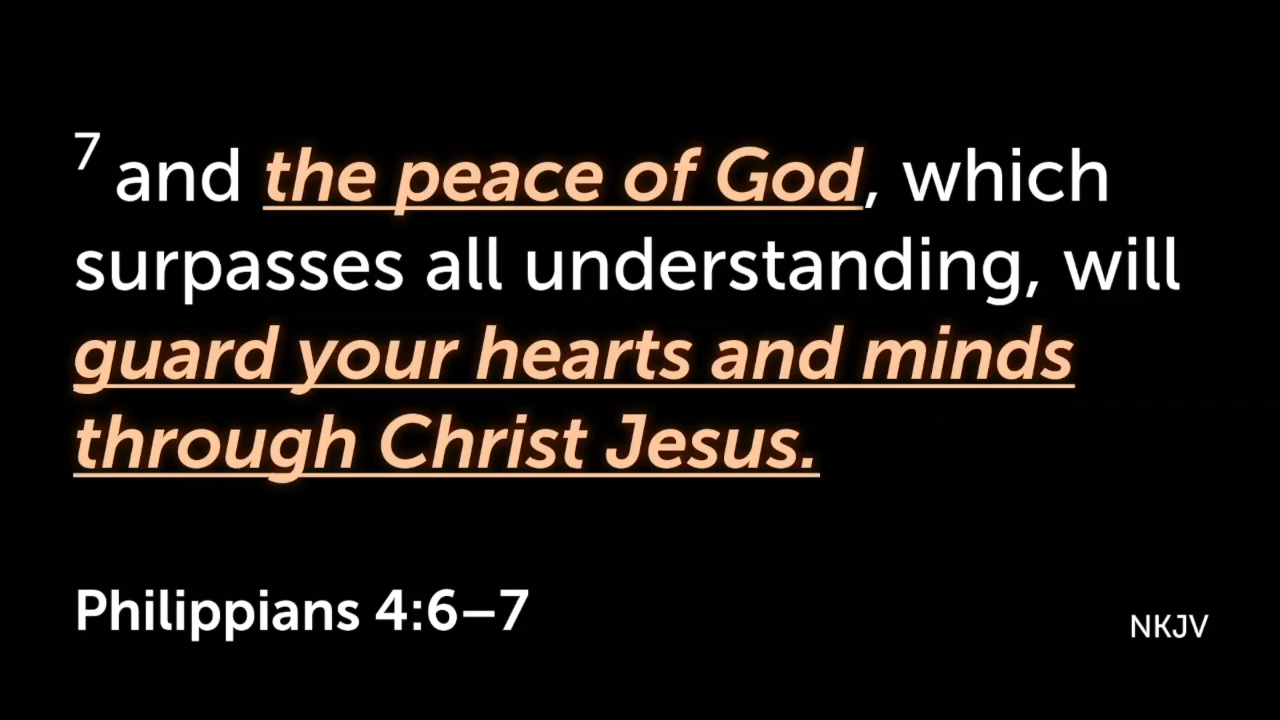 7 and the peace of God, which
surpasses all understanding, will
guard your hearts and minds
through Christ Jesus.
Philippians 4:6–7
NKJV